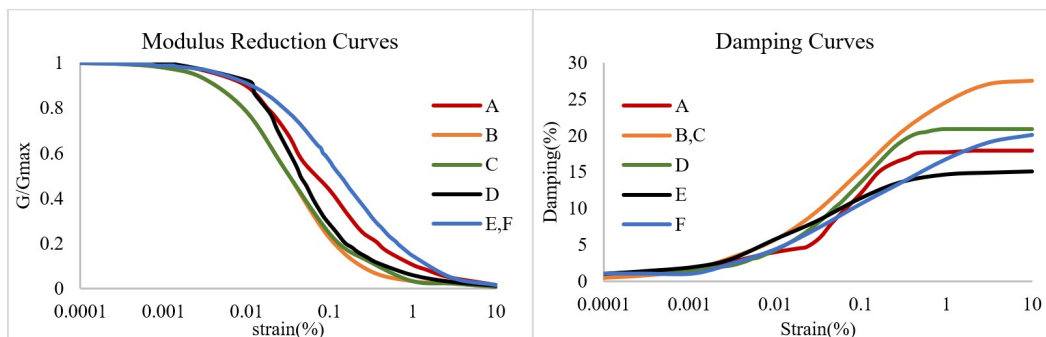 Modulus Reduction Curves
G/Gmax
1
0.8
0.6
0.4
0.2
0
0.0001 0.001 0.01 0.1 1 10
strain(%)
A
B
C
D
E,F
Damping Curves
Damping(%)
30
25
20
15
10
5
0
0.0001 0.001 0.01 0.1 1 10
Strain(%)
A
B,C
D
E
F